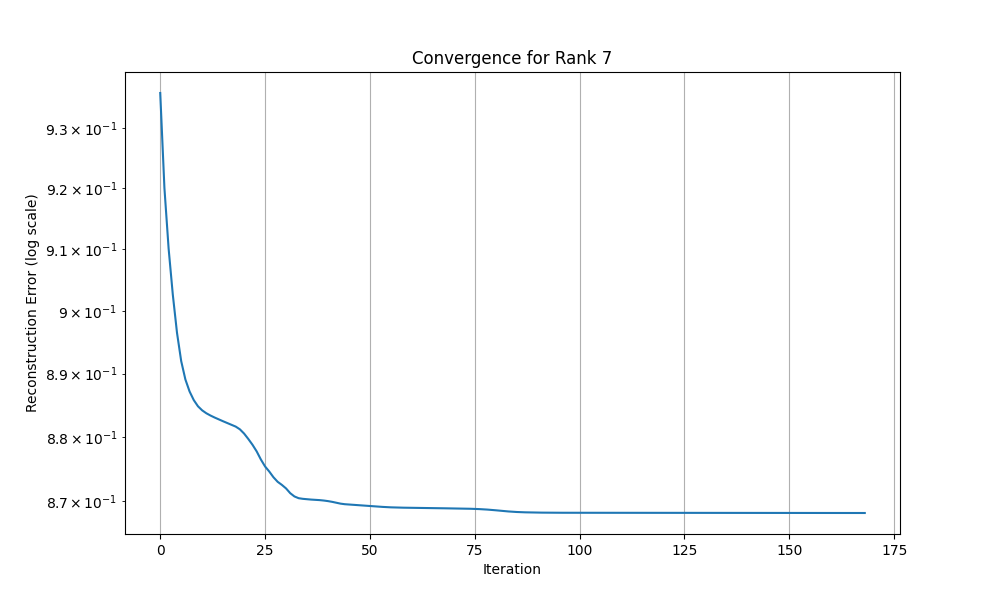 Convergence for Rank 7
Reconstruction Error (log scale)
9.3 × 10⁻¹
9.2 × 10⁻¹
9.1 × 10⁻¹
9 × 10⁻¹
8.9 × 10⁻¹
8.8 × 10⁻¹
8.7 × 10⁻¹
0 25 50 75 100 125 150 175
Iteration